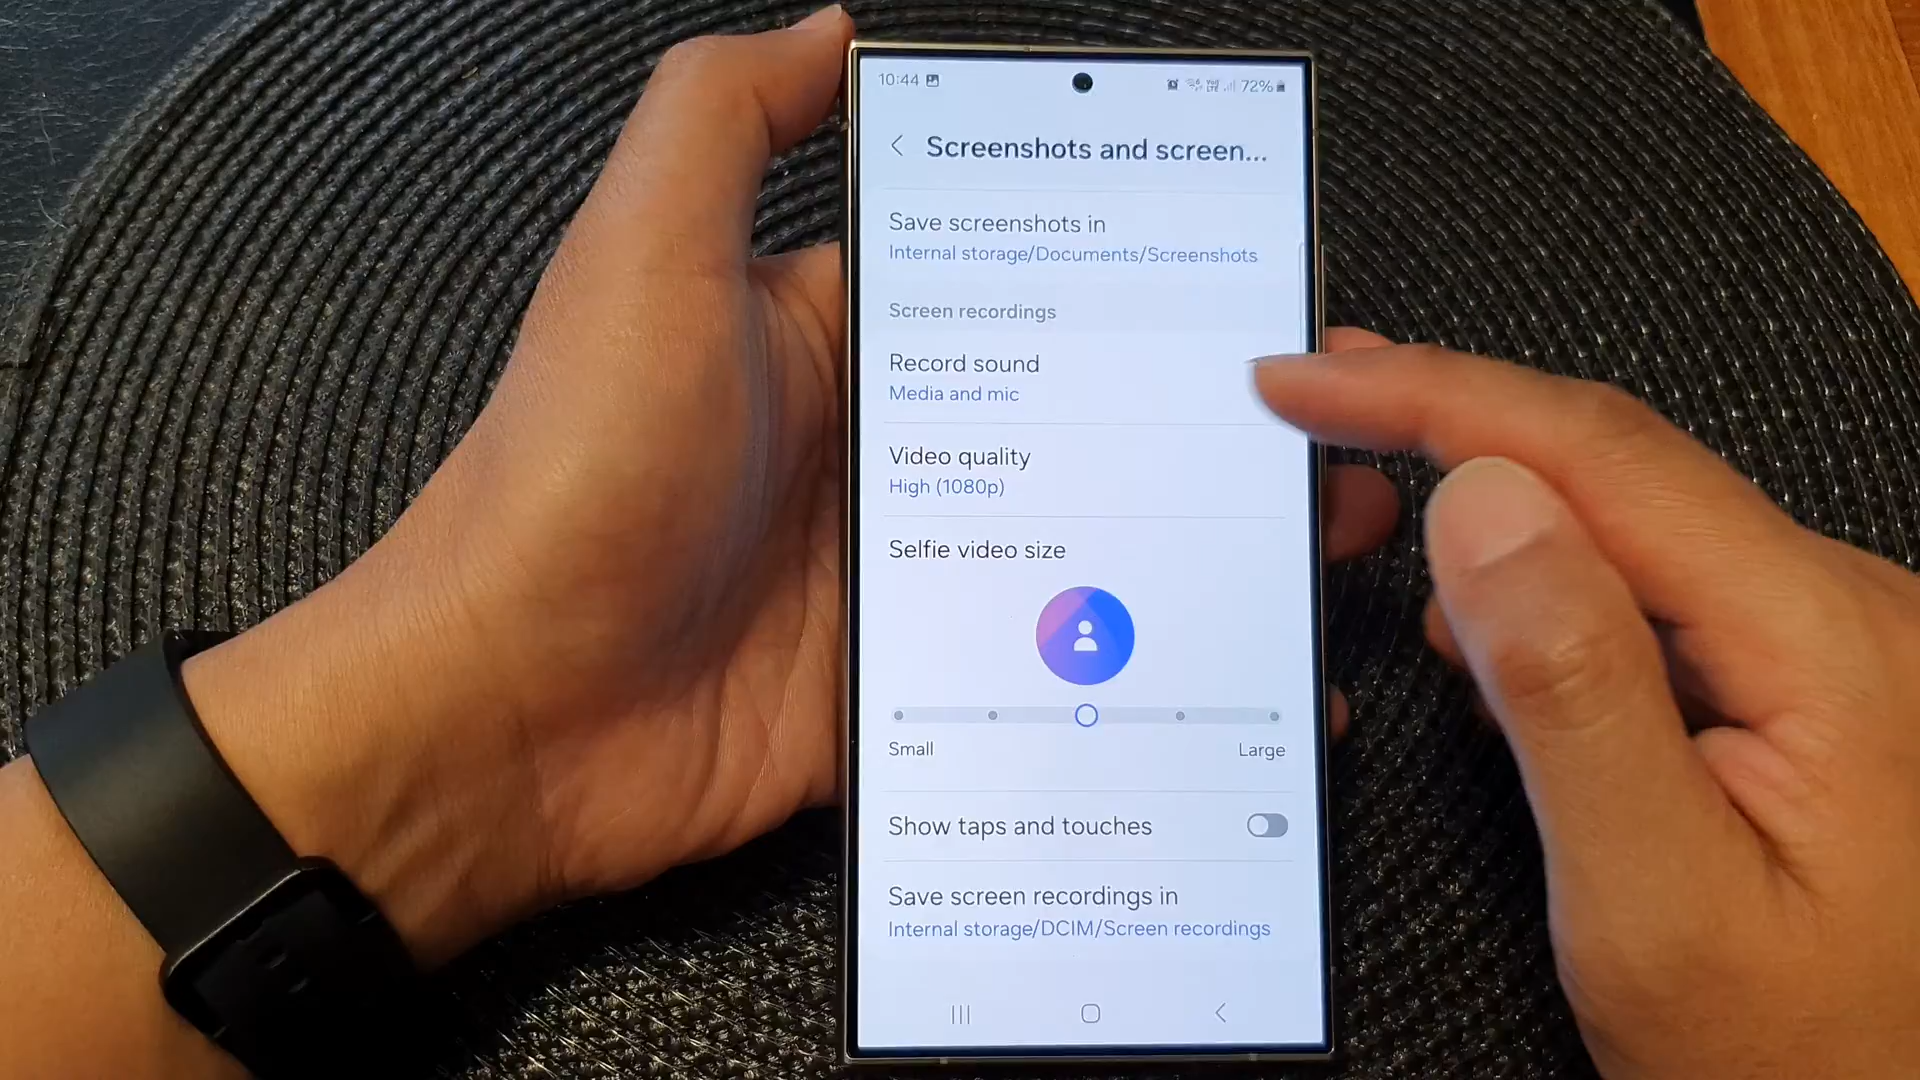 10:44 72%
Screenshots and screen...
Save screenshots in
Internal storage/Documents/Screenshots
Screen recordings
Record sound
Media and mic
Video quality
High (1080p)
Selfie video size
Small Large
Show taps and touches
Save screen recordings in
Internal storage/DCIM/Screen recordings